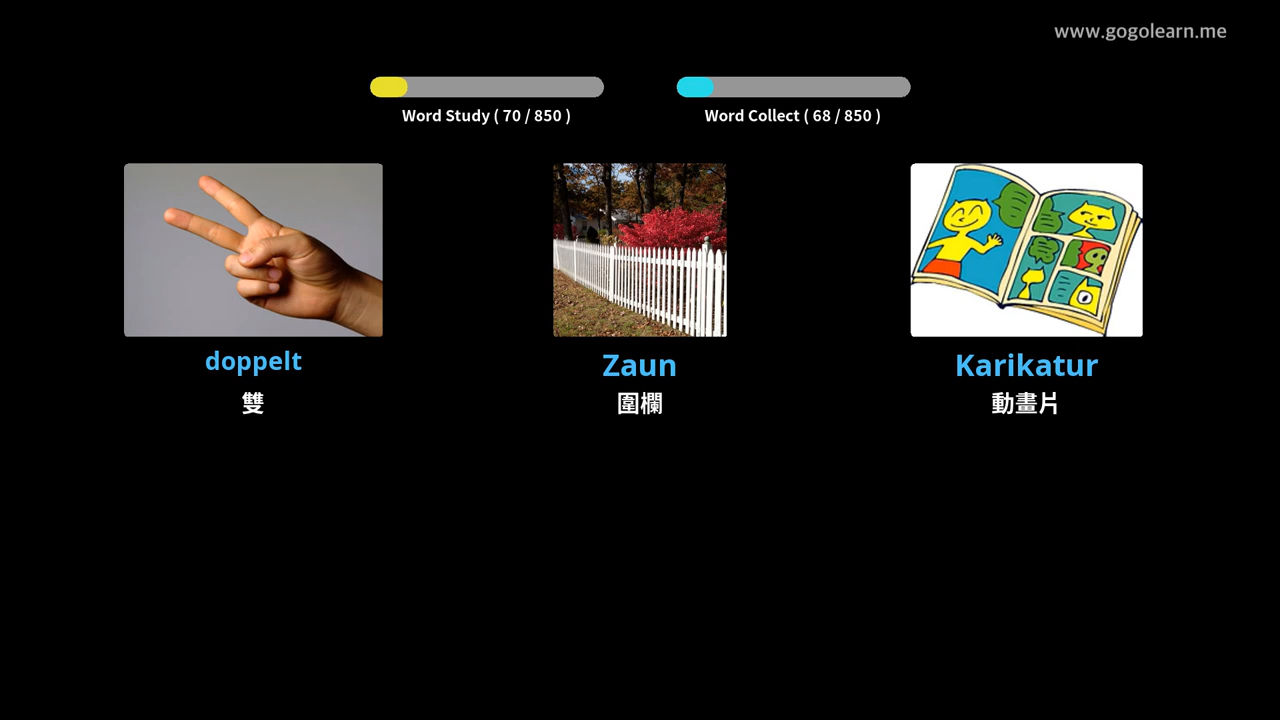 www.gogolearn.me
Word Study ( 70 / 850 )
Word Collect ( 68 / 850 )
doppelt
雙
Zaun
圍欄
Karikatur
動畫片